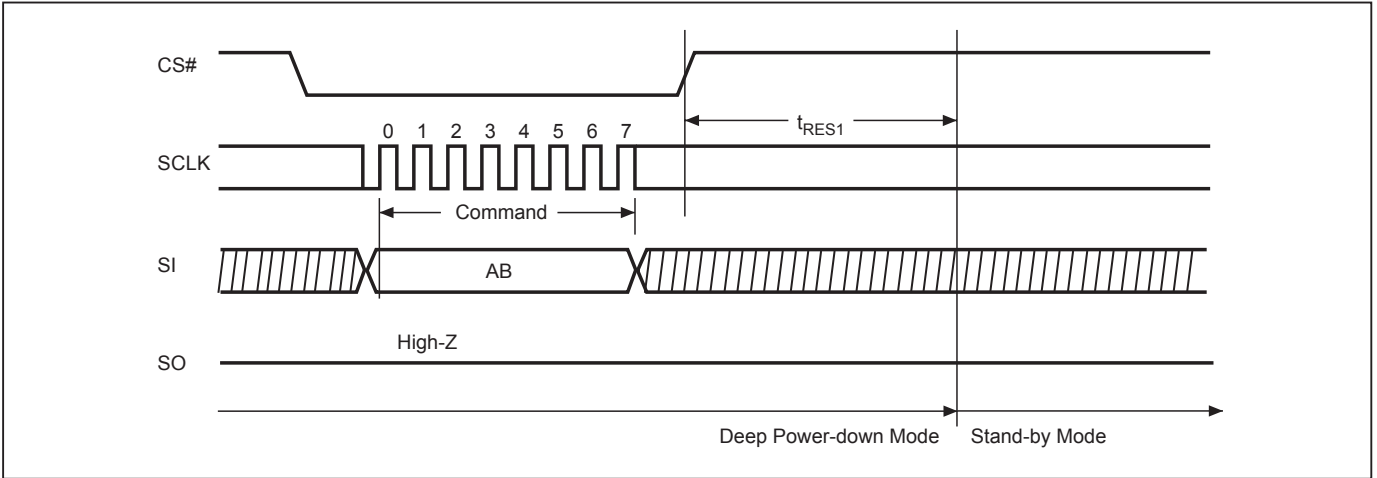 CS#
tRES1
0 1 2 3 4 5 6 7
SCLK
Command
SI
AB
High-Z
SO
Deep Power-down Mode Stand-by Mode